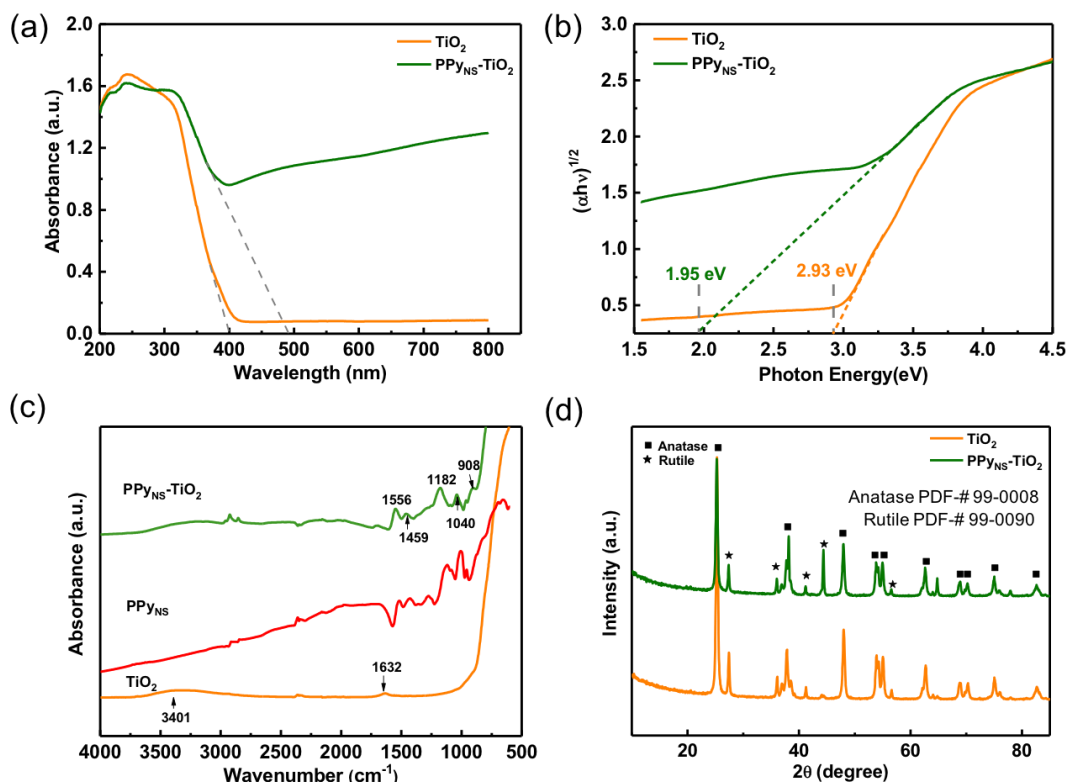 (a)
2.0
1.6
1.2
0.8
0.4
0.0
Absorbance (a.u.)
TiO₂
PPy_NS-TiO₂
200 300 400 500 600 700 800
Wavelength (nm)
(b)
3.0
2.5
2.0
1.5
1.0
0.5
(αhν)^1/2
TiO₂
PPy_NS-TiO₂
1.95 eV
2.93 eV
1.5 2.0 2.5 3.0 3.5 4.0 4.5
Photon Energy(eV)
(c)
Absorbance (a.u.)
PPy_NS-TiO₂
1556
1459
1182
1040
908
PPy_NS
TiO₂
3401
1632
4000 3500 3000 2500 2000 1500 1000 500
Wavenumber (cm⁻¹)
(d)
Intensity (a.u.)
■ Anatase
★ Rutile
TiO₂
PPy_NS-TiO₂
Anatase PDF-# 99-0008
Rutile PDF-# 99-0090
20 40 60 80
2θ (degree)